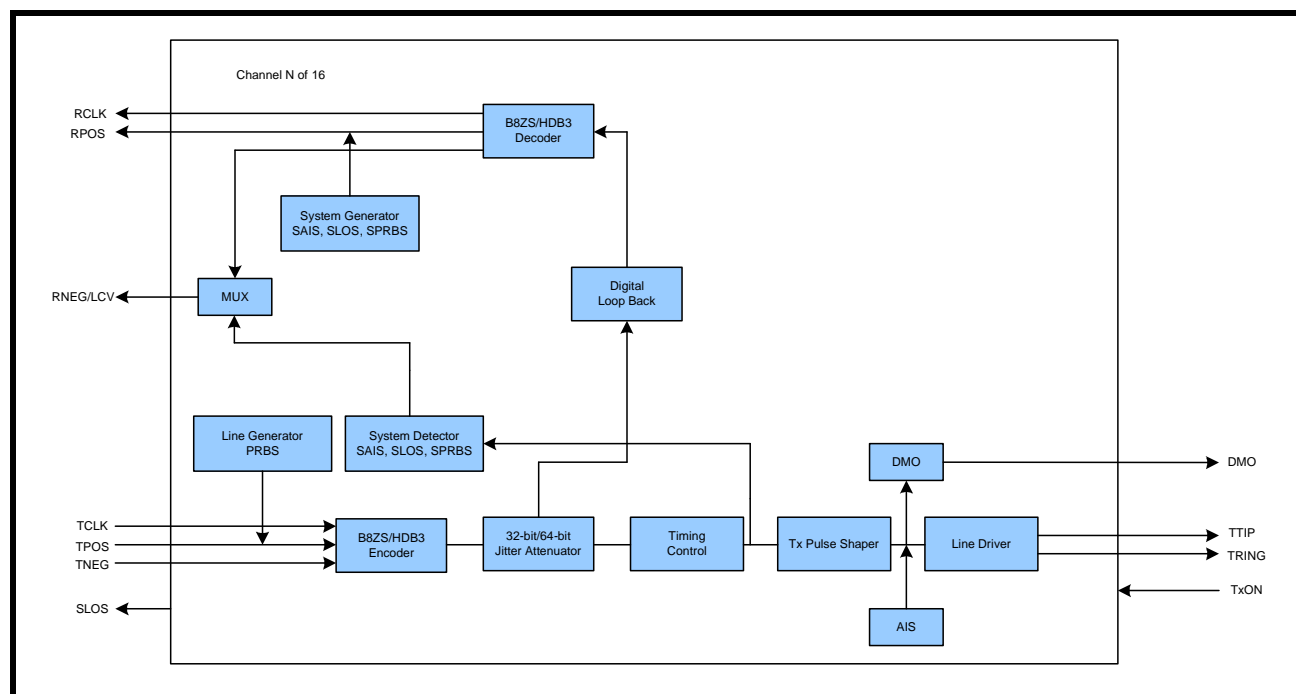 Channel N of 16
RCLK
RPOS
B8ZS/HDB3
Decoder
System Generator
SAIS, SLOS, SPRBS
RNEG/LCV
MUX
Digital
Loop Back
Line Generator
PRBS
System Detector
SAIS, SLOS, SPRBS
DMO
DMO
TCLK
TPOS
TNEG
B8ZS/HDB3
Encoder
32-bit/64-bit
Jitter Attenuator
Timing
Control
Tx Pulse Shaper
Line Driver
TTIP
TRING
TxON
SLOS
AIS